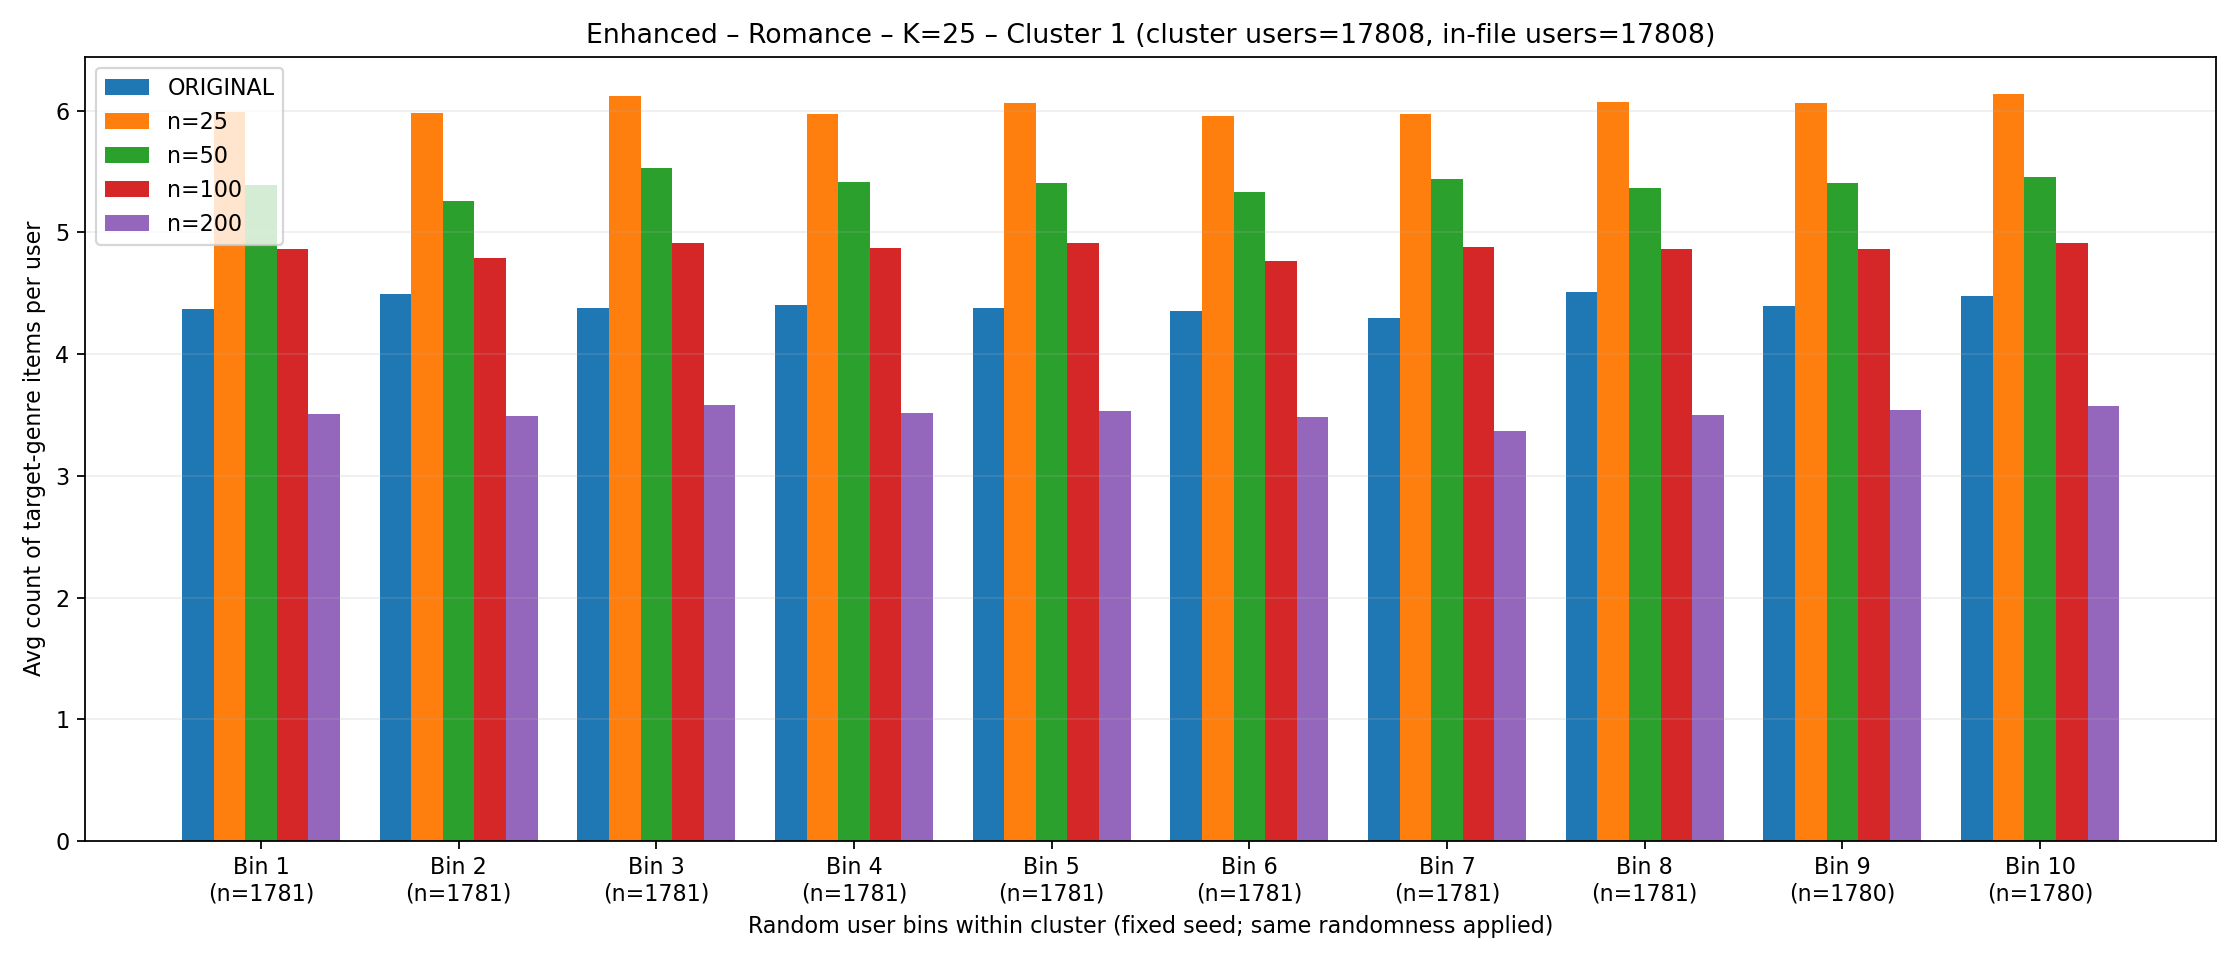 Enhanced – Romance – K=25 – Cluster 1 (cluster users=17808, in-file users=17808)
ORIGINAL
n=25
n=50
n=100
n=200
Avg count of target-genre items per user
6
5
4
3
2
1
0
Bin 1 Bin 2 Bin 3 Bin 4 Bin 5 Bin 6 Bin 7 Bin 8 Bin 9 Bin 10
(n=1781) (n=1781) (n=1781) (n=1781) (n=1781) (n=1781) (n=1781) (n=1781) (n=1780) (n=1780)
Random user bins within cluster (fixed seed; same randomness applied)